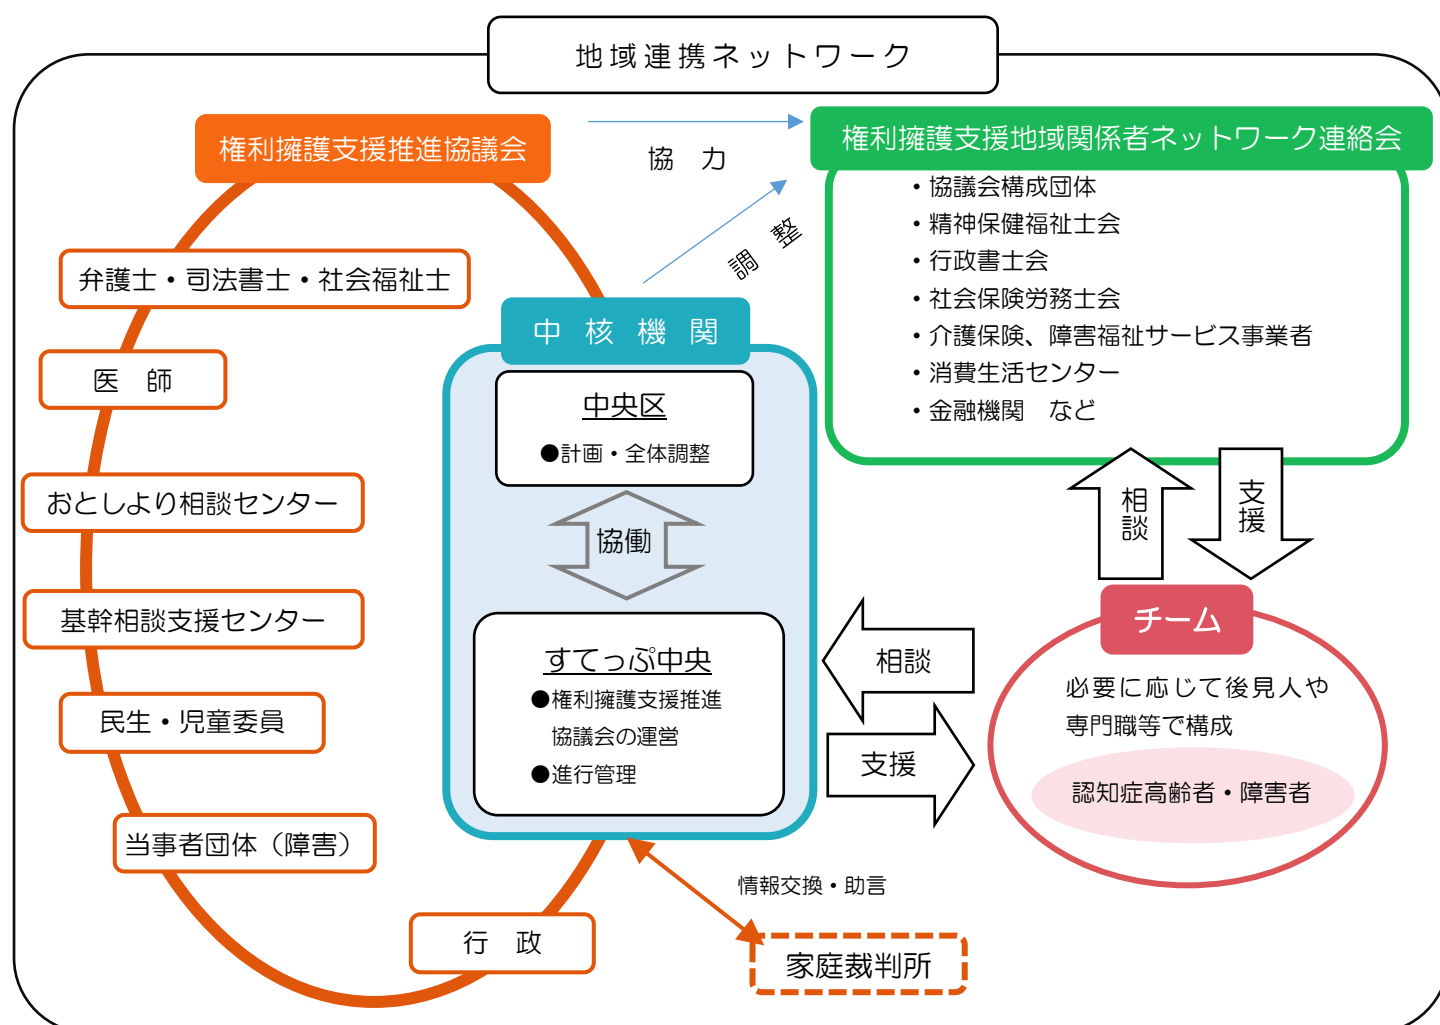 地域連携ネットワーク
権利擁護支援推進協議会
協　力
調　整
権利擁護支援地域関係者ネットワーク連絡会
・協議会構成団体
・精神保健福祉士会
・行政書士会
・社会保険労務士会
・介護保険、障害福祉サービス事業者
・消費生活センター
・金融機関　など
弁護士・司法書士・社会福祉士
医　師
おとしより相談センター
基幹相談支援センター
民生・児童委員
当事者団体（障害）
行　政
中　核　機　関
中央区
●計画・全体調整
協働
すてっぷ中央
●権利擁護支援推進
協議会の運営
●進行管理
相談
支援
相談
支援
チーム
必要に応じて後見人や
専門職等で構成
認知症高齢者・障害者
情報交換・助言
家庭裁判所